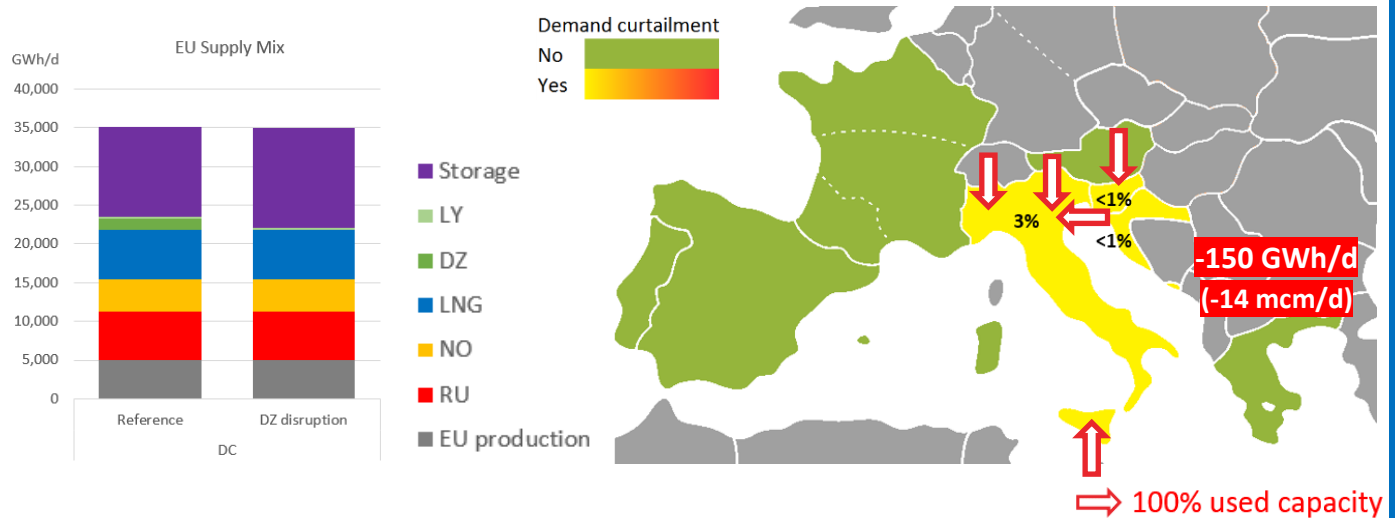 EU Supply Mix
GWh/d
40,000
35,000
30,000
25,000
20,000
15,000
10,000
5,000
0
Reference
DZ disruption
DC
Storage
LY
DZ
LNG
NO
RU
EU production
Demand curtailment
No
Yes
<1%
3%
<1%
-150 GWh/d
(-14 mcm/d)
100% used capacity